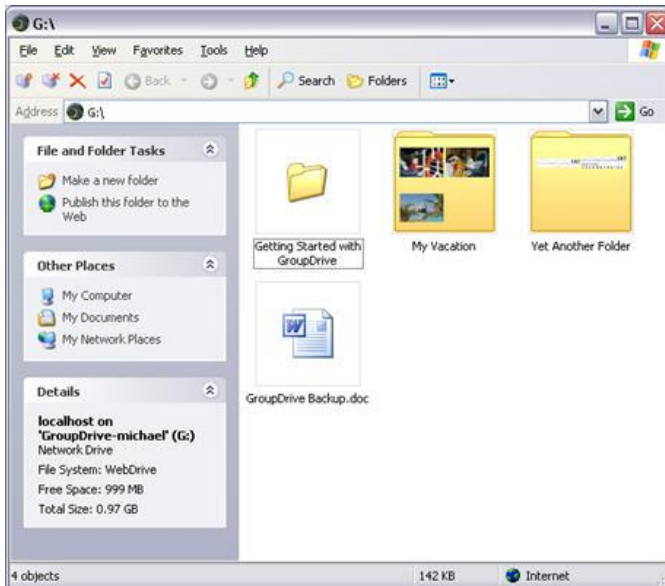 G:\
File Edit View Favorites Tools Help
Back Search Folders
Address G:\ Go
File and Folder Tasks
Make a new folder
Publish this folder to the
Web
Other Places
My Computer
My Documents
My Network Places
Details
localhost on
'GroupDrive-michael' (G:)
Network Drive
File System: WebDrive
Free Space: 999 MB
Total Size: 0.97 GB
Getting Started with
GroupDrive
My Vacation
Yet Another Folder
GroupDrive Backup.doc
4 objects 142 KB Internet